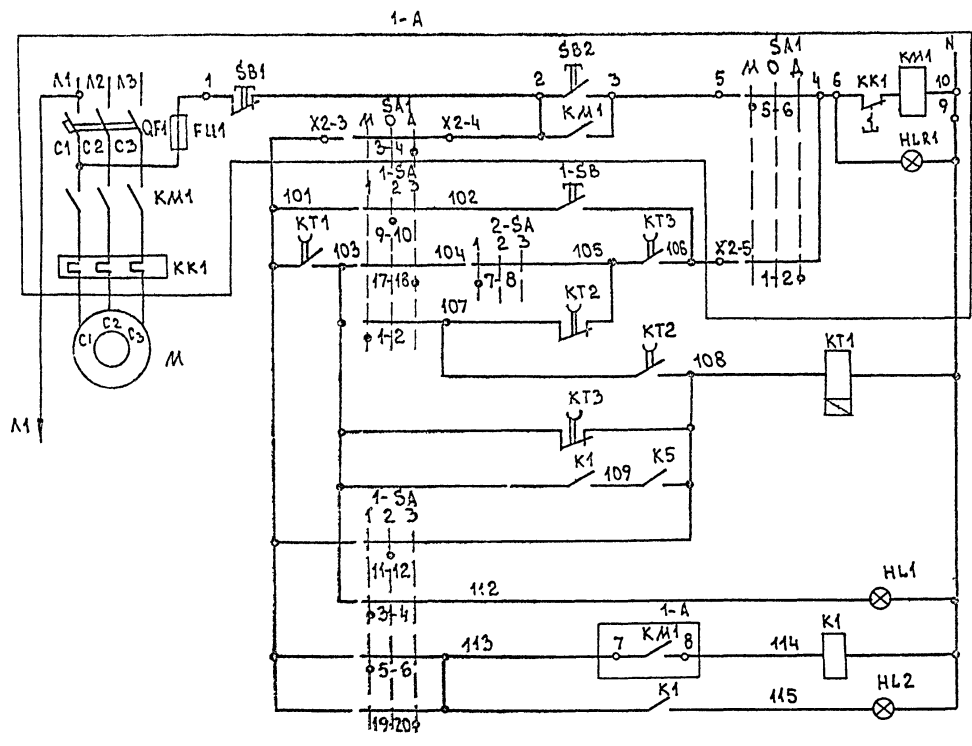 1-A
Л1 Л2 Л3
1 SB1
2 SB2 3
5
SA1
М О Д
4 6 KK1 KM1 10 N
5-6
9
QF1 FU1
C1 C2 C3
X2-3
SA1
И О Д
X2-4
KM1
3-4
HLR1
KM1
1-SA
1 2 3
101
102
1-SB
9-10
KT1
103
104
2-SA
1 2 3
105
KT3
106
X2-5
KK1
17-18
7-8
1-2
107
KT2
1-2
C1 C2 C3
М
KT2
108
KT1
Л1
KT3
K1 109 K5
1-SA
1 2 3
11-12
112
HL1
3-4
1-A
113
7 KM1 8
114
K1
5-6
K1
115
HL2
19-20